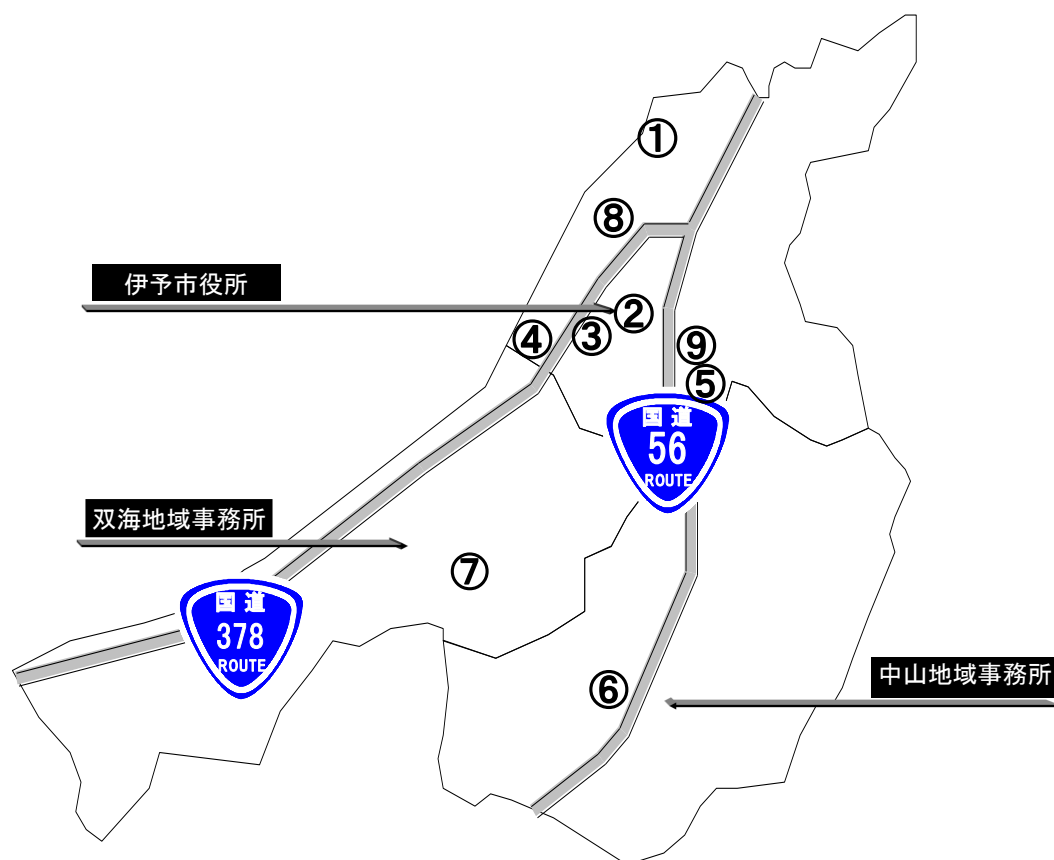 ①
⑧
伊予市役所
②
③
④
⑨
⑤
国道
56
ROUTE
双海地域事務所
⑦
国道
378
ROUTE
中山地域事務所
⑥